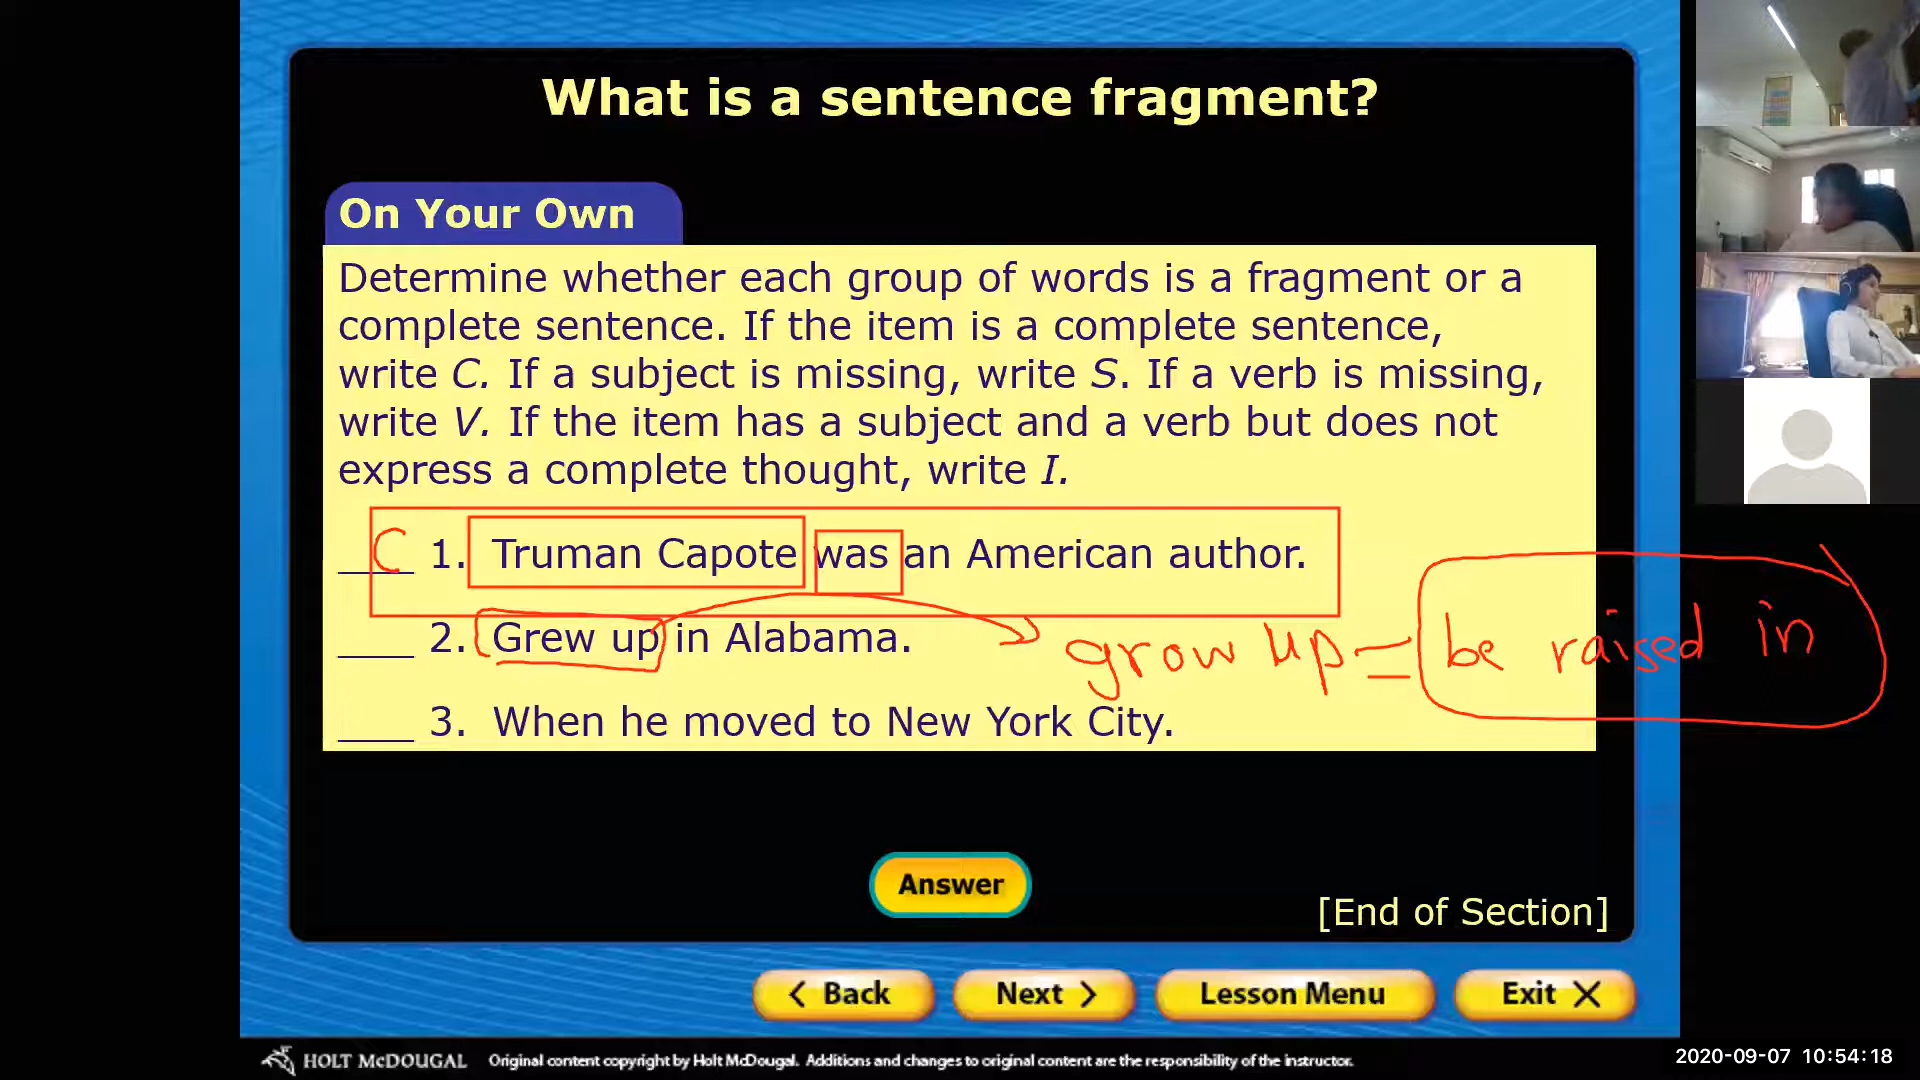 What is a sentence fragment?
On Your Own
Determine whether each group of words is a fragment or a
complete sentence. If the item is a complete sentence,
write C. If a subject is missing, write S. If a verb is missing,
write V. If the item has a subject and a verb but does not
express a complete thought, write I.
___ C 1. Truman Capote was an American author.
___ 2. Grew up in Alabama.
grow up = be raised in
___ 3. When he moved to New York City.
Answer
[End of Section]
< Back
Next >
Lesson Menu
Exit X
HOLT McDOUGAL Original content copyright by Holt McDougal. Additions and changes to original content are the responsibility of the instructor.
2020-09-07 10:54:18